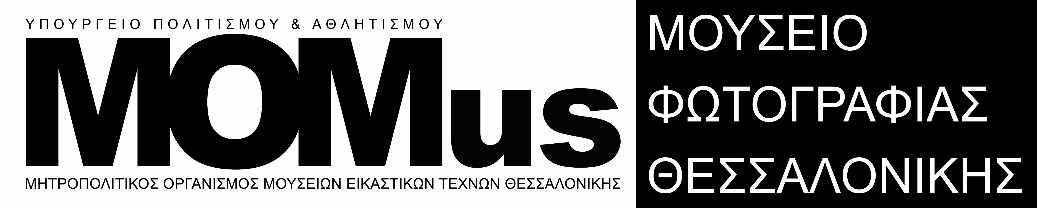 ΥΠΟΥΡΓΕΙΟ ΠΟΛΙΤΙΣΜΟΥ & ΑΘΛΗΤΙΣΜΟΥ
MOMus
ΜΗΤΡΟΠΟΛΙΤΙΚΟΣ ΟΡΓΑΝΙΣΜΟΣ ΜΟΥΣΕΙΩΝ ΕΙΚΑΣΤΙΚΩΝ ΤΕΧΝΩΝ ΘΕΣΣΑΛΟΝΙΚΗΣ
ΜΟΥΣΕΙΟ
ΦΩΤΟΓΡΑΦΙΑΣ
ΘΕΣΣΑΛΟΝΙΚΗΣ